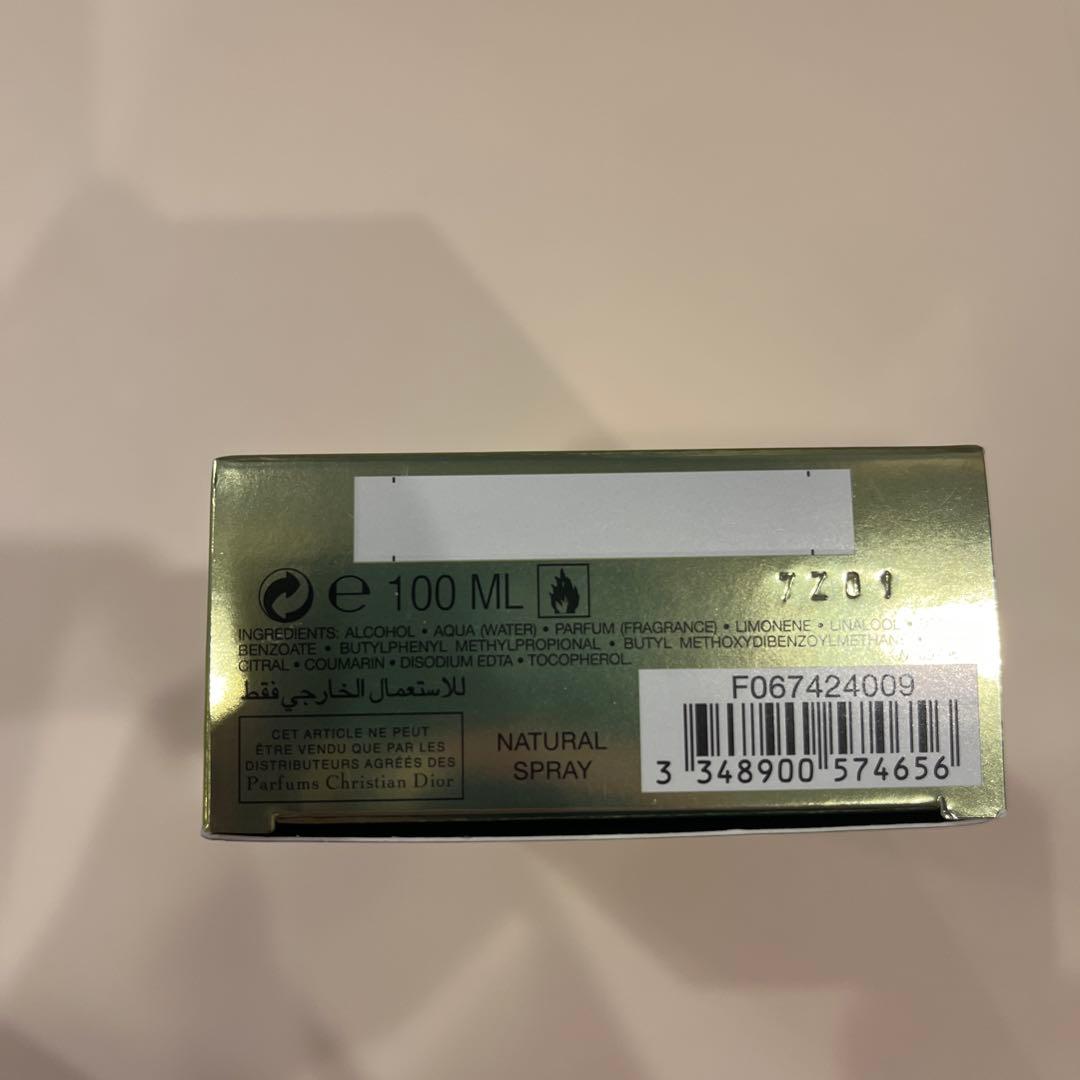 e 100 ML
7Z01
INGREDIENTS: ALCOHOL • AQUA (WATER) • PARFUM (FRAGRANCE) • LIMONENE • LINALOOL •
BENZOATE • BUTYLPHENYL METHYLPROPIONAL • BUTYL METHOXYDIBENZOYLMETHAN
CITRAL • COUMARIN • DISODIUM EDTA • TOCOPHEROL.
للاستعمال الخارجي فقط
CET ARTICLE NE PEUT
ÊTRE VENDU QUE PAR LES
DISTRIBUTEURS AGRÉÉS DES
Parfums Christian Dior
NATURAL
SPRAY
F067424009
3 348900 574656